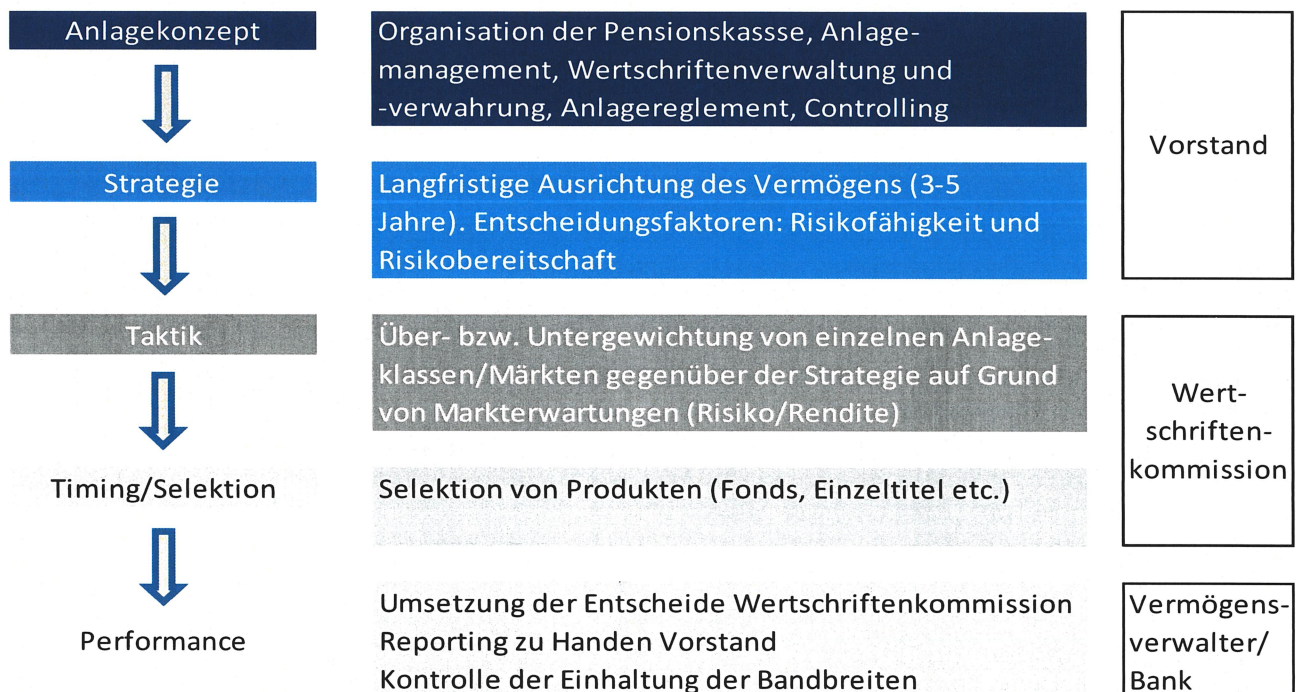 Anlagekonzept
Organisation der Pensionskassse, Anlage-
management, Wertschriftenverwaltung und
-verwahrung, Anlagereglement, Controlling
Vorstand
Strategie
Langfristige Ausrichtung des Vermögens (3-5
Jahre). Entscheidungsfaktoren: Risikofähigkeit und
Risikobereitschaft
Taktik
Über- bzw. Untergewichtung von einzelnen Anlage-
klassen/Märkten gegenüber der Strategie auf Grund
von Markterwartungen (Risiko/Rendite)
Wert-
schriften-
kommission
Timing/Selektion
Selektion von Produkten (Fonds, Einzeltitel etc.)
Performance
Umsetzung der Entscheide Wertschriftenkommission
Reporting zu Handen Vorstand
Kontrolle der Einhaltung der Bandbreiten
Vermögens-
verwalter/
Bank